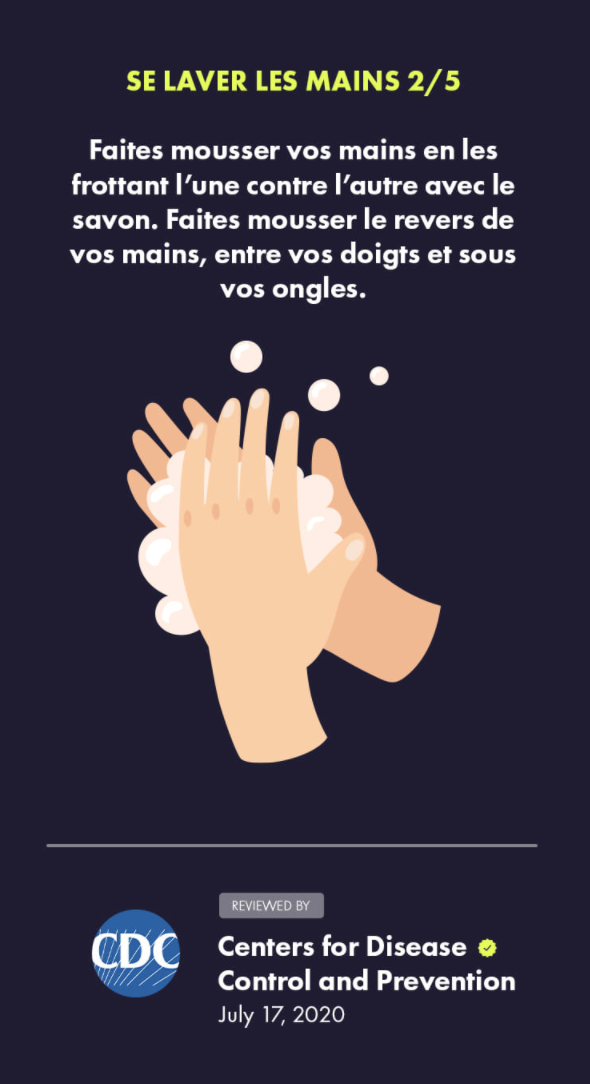 SE LAVER LES MAINS 2/5
Faites mousser vos mains en les
frottant l’une contre l’autre avec le
savon. Faites mousser le revers de
vos mains, entre vos doigts et sous
vos ongles.
REVIEWED BY
CDC
Centers for Disease
Control and Prevention
July 17, 2020